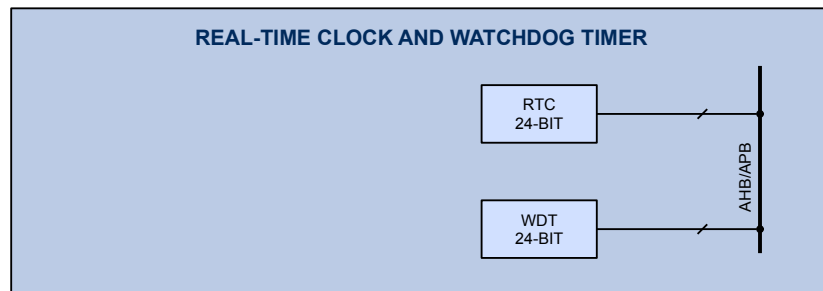 REAL-TIME CLOCK AND WATCHDOG TIMER
RTC
24-BIT
AHB/APB
WDT
24-BIT